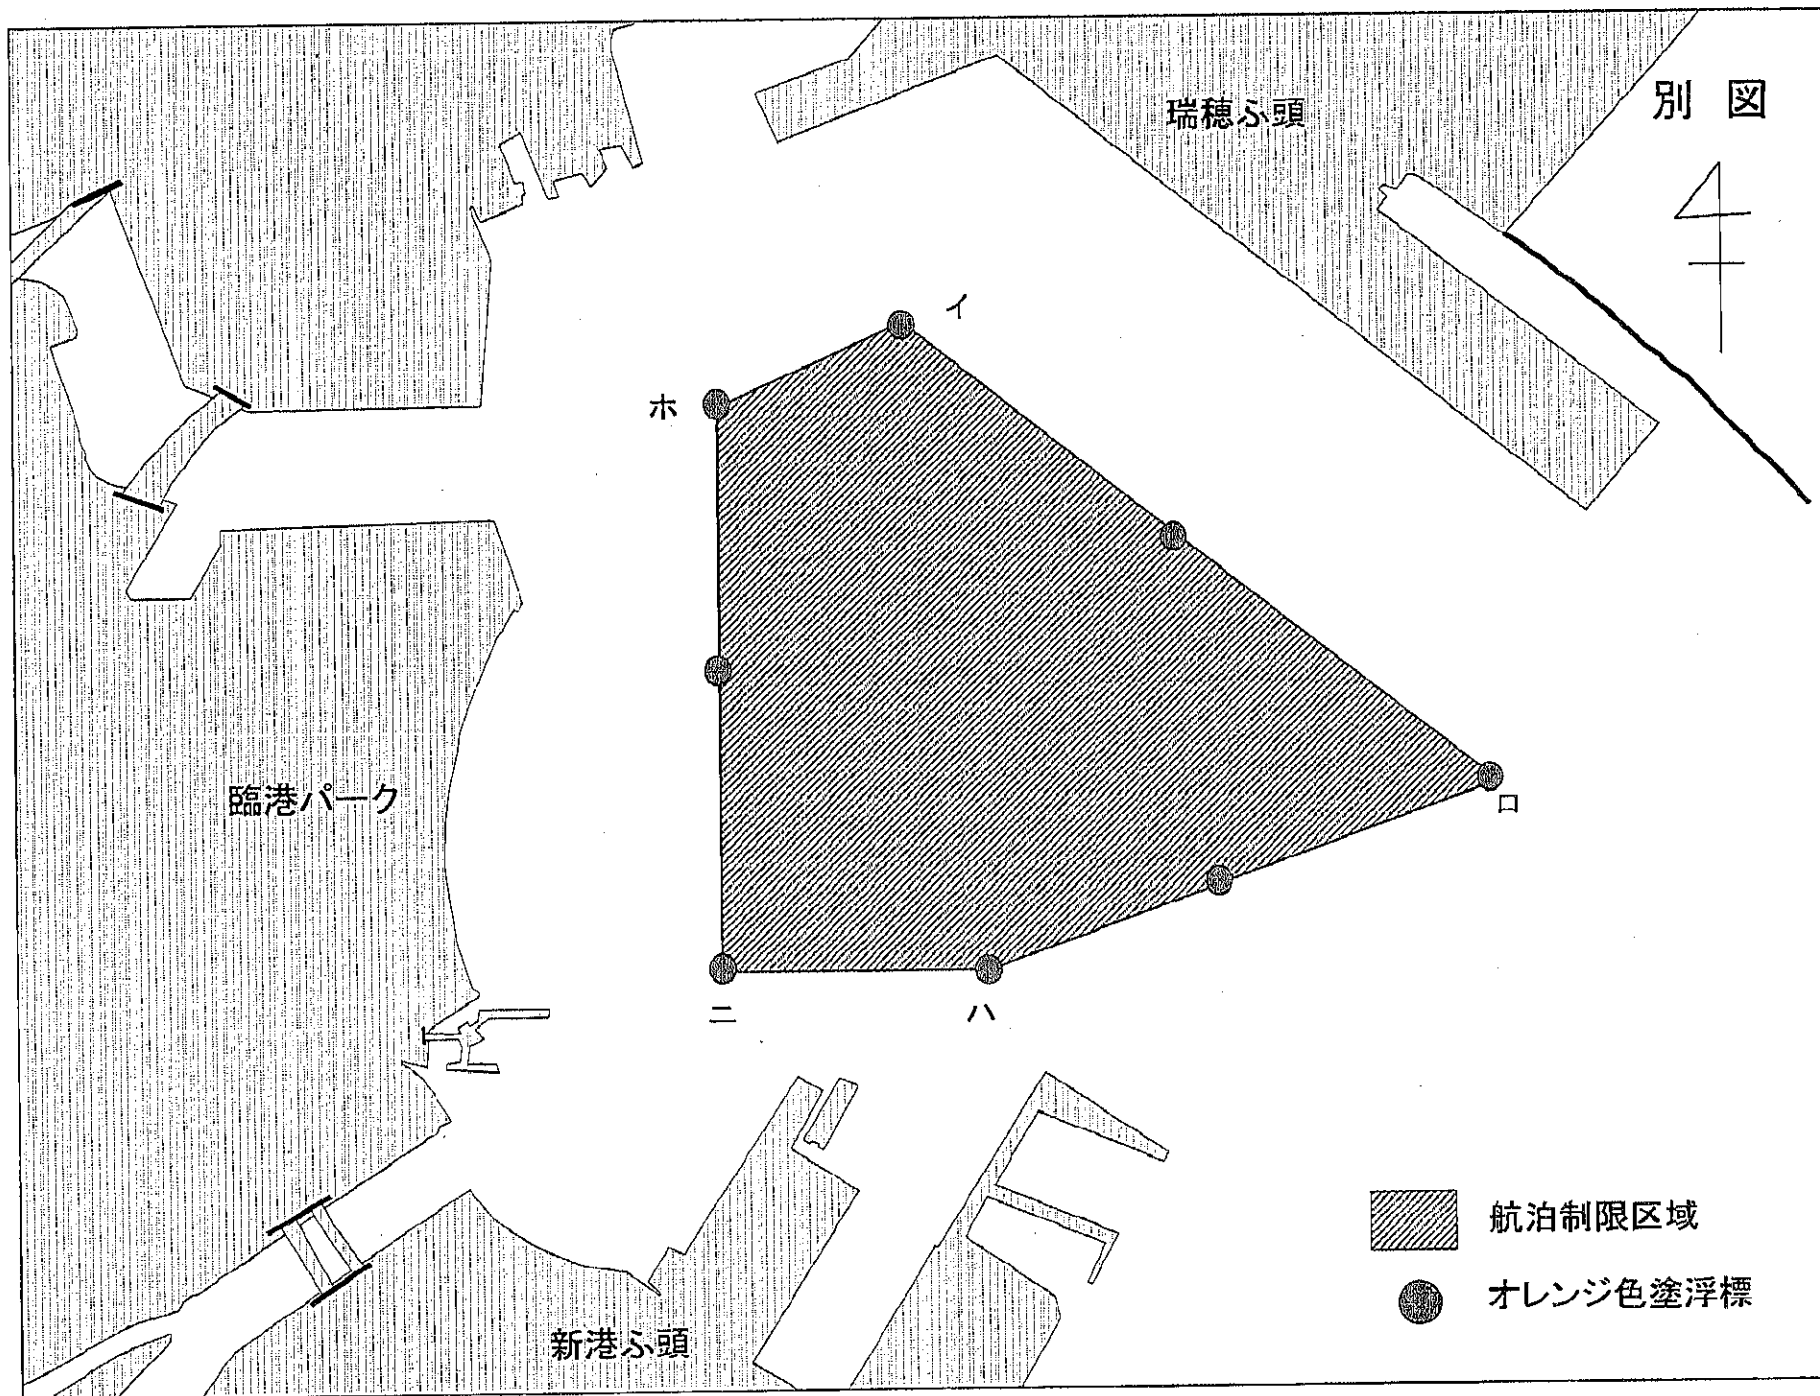 別図
瑞穂ふ頭
イ
ホ
臨港パーク
ロ
ニ
ハ
航泊制限区域
オレンジ色塗浮標
新港ふ頭